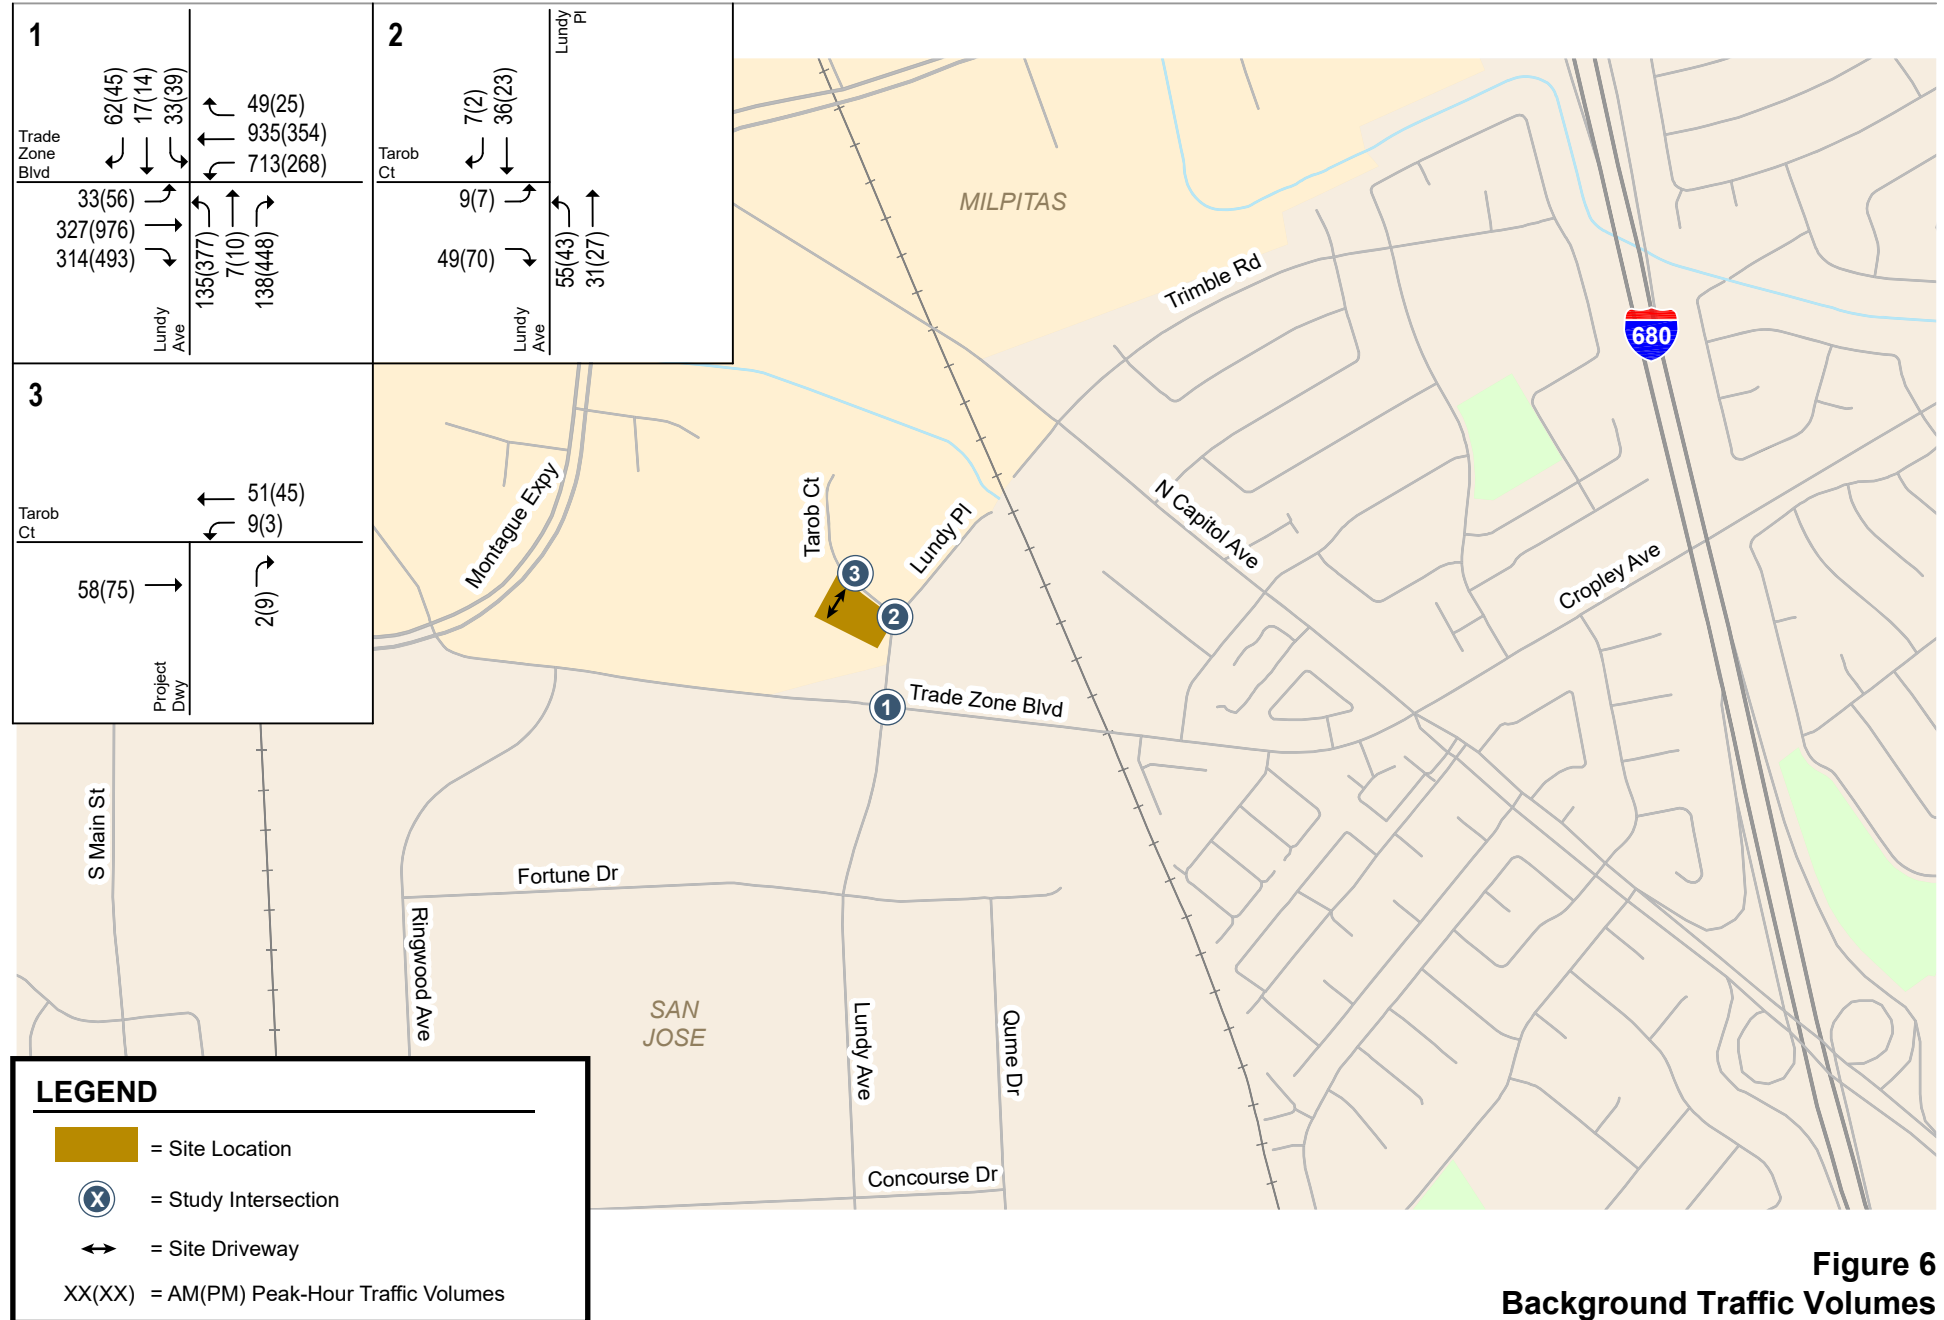 1
62(45)
17(14)
33(39)
49(25)
935(354)
713(268)
Trade
Zone
Blvd
33(56)
327(976)
314(493)
135(377)
7(10)
138(448)
Lundy
Ave
2
Lundy
Pl
7(2)
36(23)
Tarob
Ct
9(7)
49(70)
55(43)
31(27)
Lundy
Ave
3
51(45)
9(3)
Tarob
Ct
58(75)
2(9)
Project
Dwy
MILPITAS
Trimble Rd
680
Montague Expy
Tarob Ct
Lundy Pl
N Capitol Ave
Cropley Ave
3
2
1
Trade Zone Blvd
S Main St
Fortune Dr
Ringwood Ave
SAN
JOSE
Lundy Ave
Qume Dr
Concourse Dr
LEGEND
= Site Location
X = Study Intersection
= Site Driveway
XX(XX) = AM(PM) Peak-Hour Traffic Volumes
Figure 6
Background Traffic Volumes